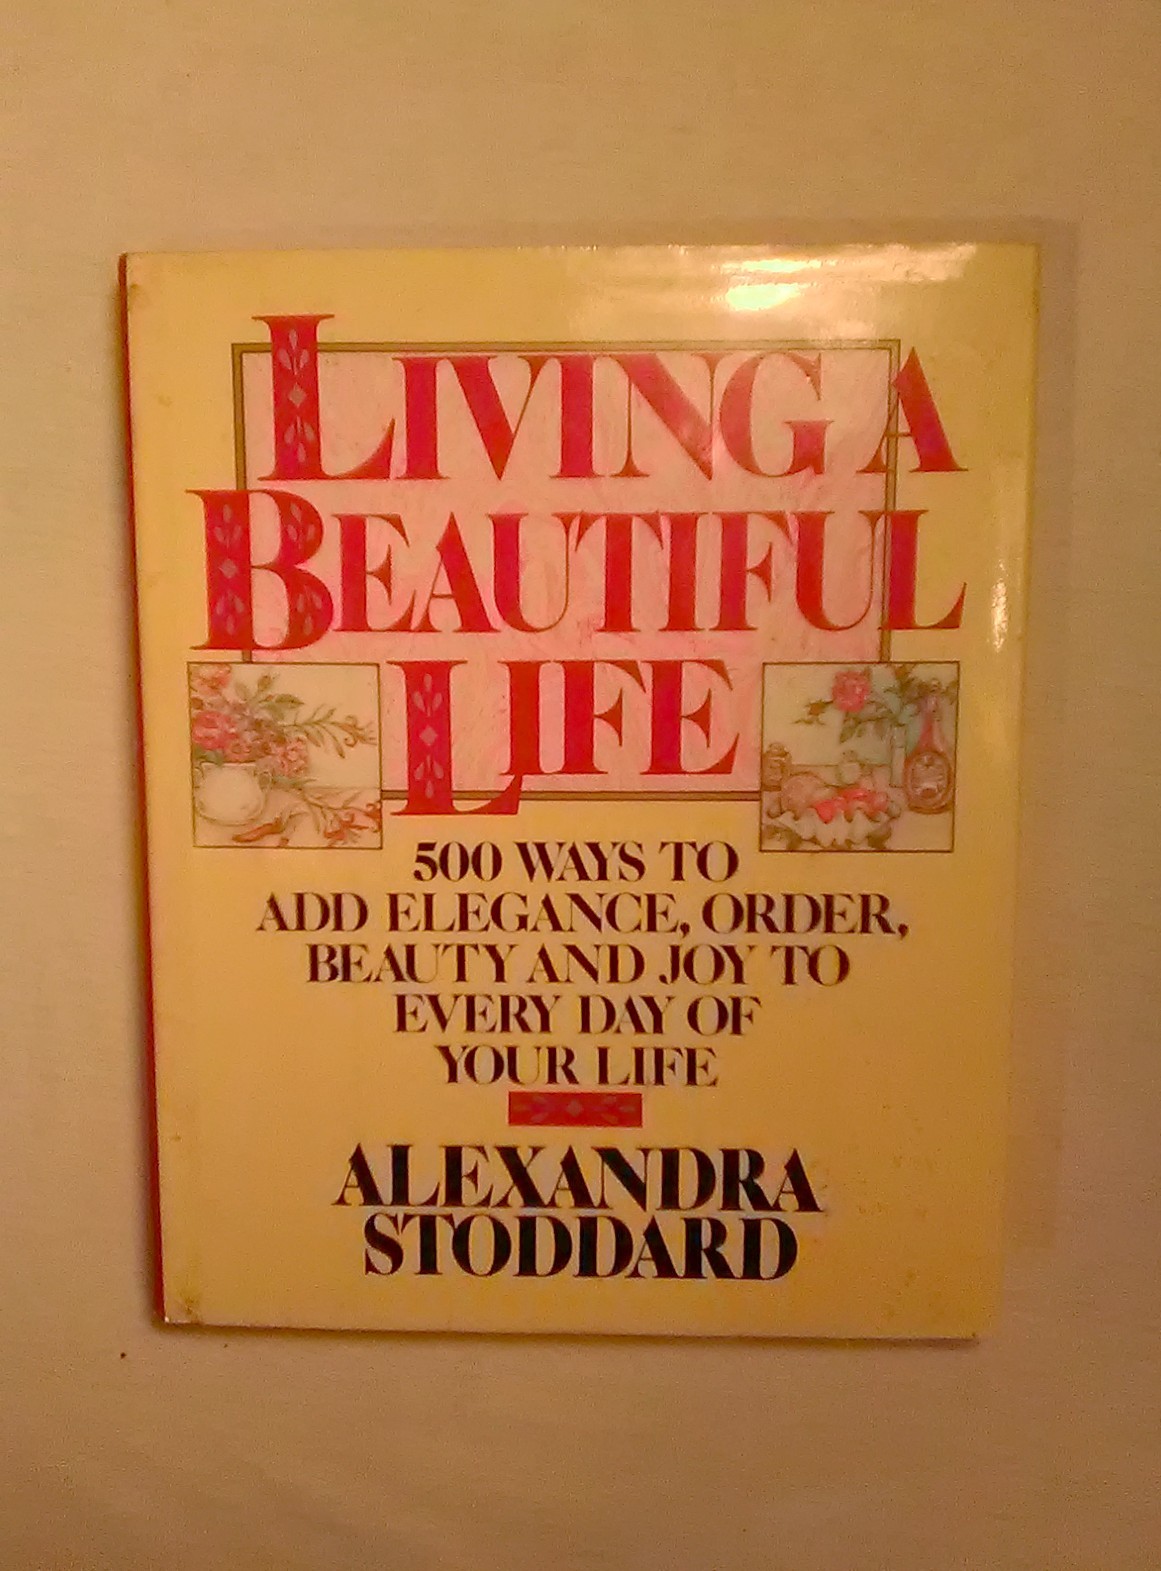 LIVING A
BEAUTIFUL
LIFE
500 WAYS TO
ADD ELEGANCE, ORDER,
BEAUTY AND JOY TO
EVERY DAY OF
YOUR LIFE
ALEXANDRA
STODDARD